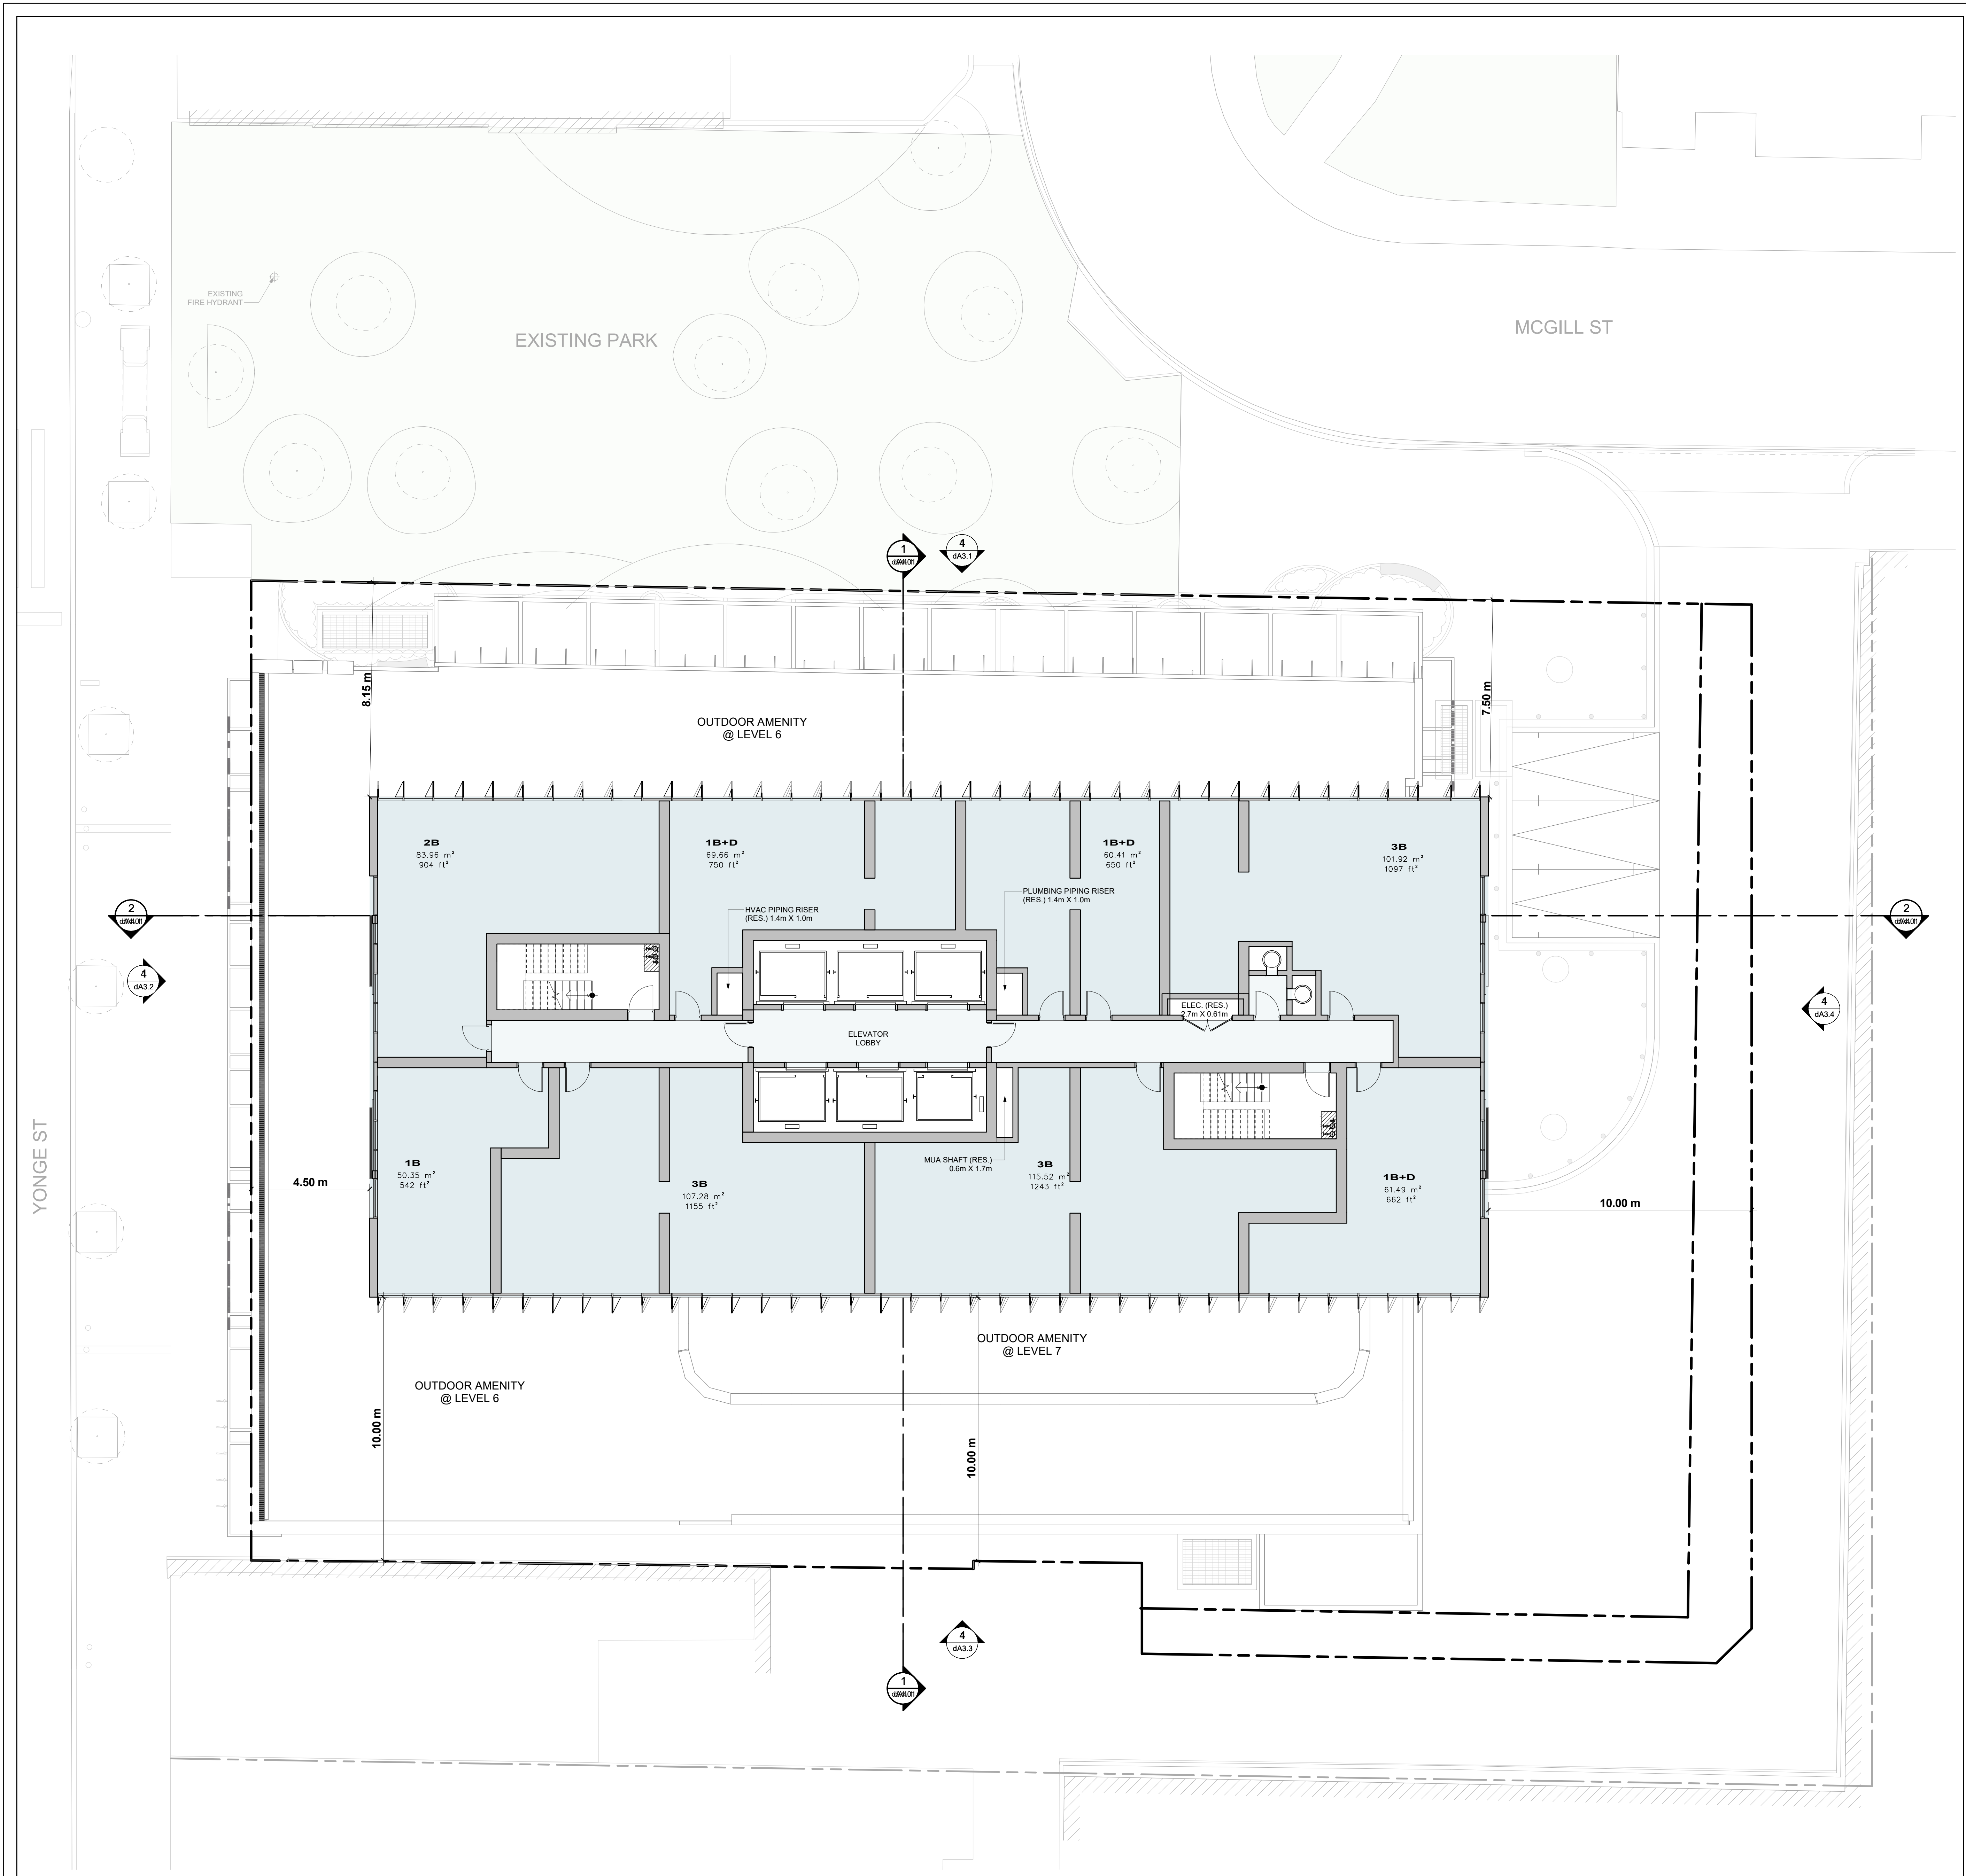 EXISTING
FIRE HYDRANT
EXISTING PARK
MCGILL ST
1
4
dA3.1
8.15 m
7.50 m
OUTDOOR AMENITY
@ LEVEL 6
2B
83.96 m²
904 ft²
1B+D
69.66 m²
750 ft²
1B+D
60.41 m²
650 ft²
3B
101.92 m²
1097 ft²
HVAC PIPING RISER
(RES.) 1.4m X 1.0m
PLUMBING PIPING RISER
(RES.) 1.4m X 1.0m
2
2
4
dA3.2
4
dA3.4
ELEC. (RES.)
2.7m X 0.61m
ELEVATOR
LOBBY
YONGE ST
1B
50.35 m²
542 ft²
4.50 m
3B
107.28 m²
1155 ft²
MUA SHAFT (RES.)
0.6m X 1.7m
3B
115.52 m²
1243 ft²
1B+D
61.49 m²
662 ft²
10.00 m
OUTDOOR AMENITY
@ LEVEL 7
OUTDOOR AMENITY
@ LEVEL 6
10.00 m
10.00 m
4
dA3.3
1